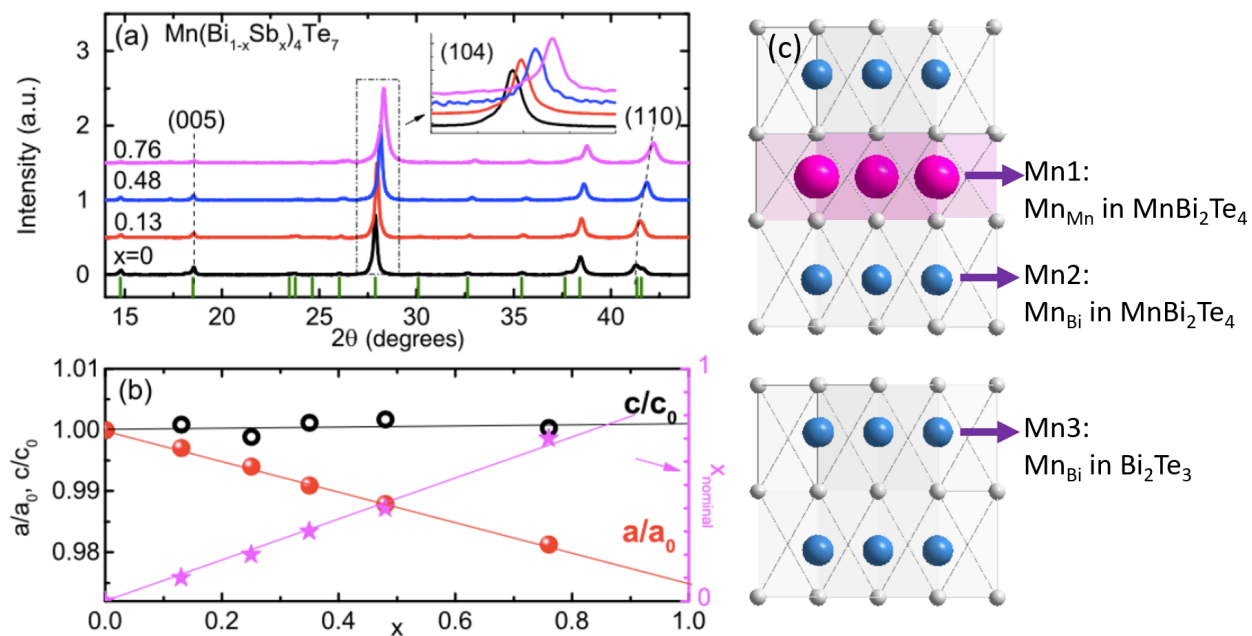 (a) Mn(Bi1-xSbx)4Te7
(104)
(005)
(110)
0.76
0.48
0.13
x=0
3
2
1
0
Intensity (a.u.)
15 20 25 30 35 40
2θ (degrees)
(b)
c/c0
a/a0
1.01
1.00
0.99
0.98
a/a0, c/c0
0.0 0.2 0.4 0.6 0.8 1.0
x
1
0
xnominal
(c)
Mn1:
MnMn in MnBi2Te4
Mn2:
MnBi in MnBi2Te4
Mn3:
MnBi in Bi2Te3